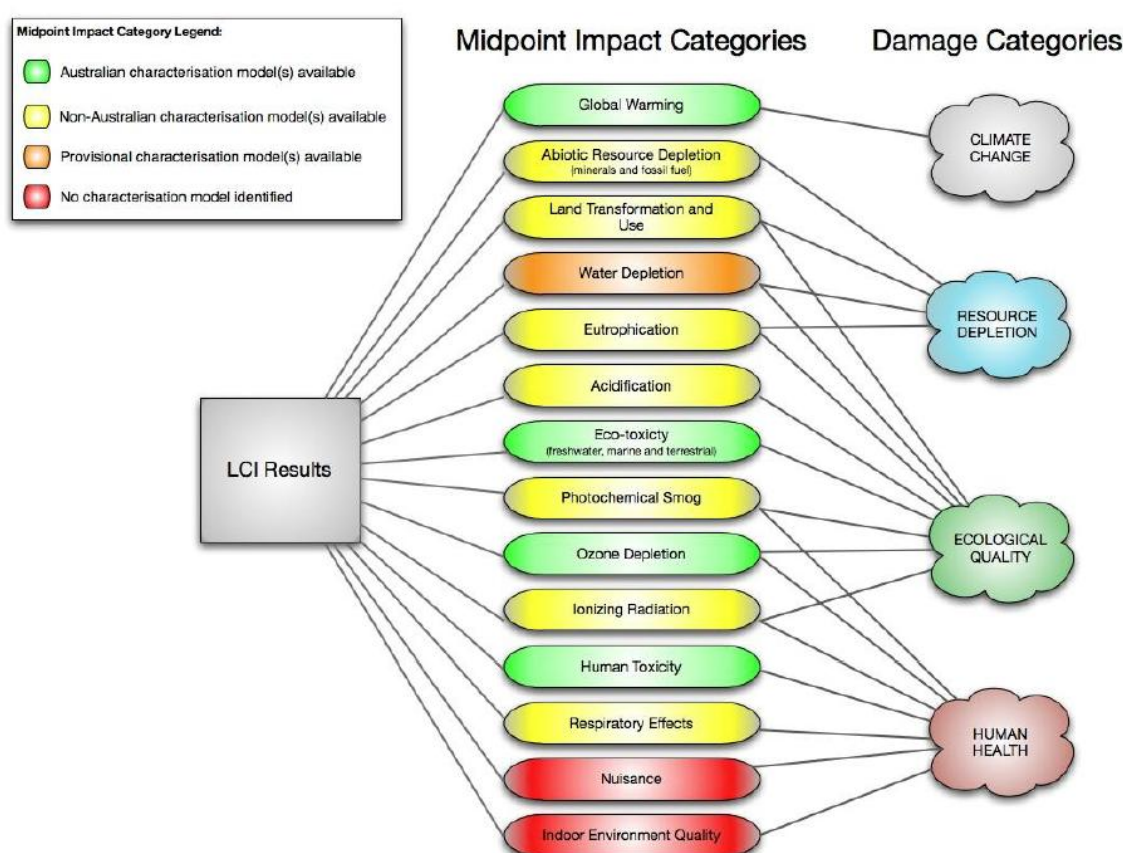 Midpoint Impact Category Legend:
Australian characterisation model(s) available
Non-Australian characterisation model(s) available
Provisional characterisation model(s) available
No characterisation model identified
Midpoint Impact Categories
Damage Categories
LCI Results
Global Warming
Abiotic Resource Depletion
(minerals and fossil fuel)
Land Transformation and
Use
Water Depletion
Eutrophication
Acidification
Eco-toxicty
(freshwater, marine and terrestrial)
Photochemical Smog
Ozone Depletion
Ionizing Radiation
Human Toxicity
Respiratory Effects
Nuisance
Indoor Environment Quality
CLIMATE
CHANGE
RESOURCE
DEPLETION
ECOLOGICAL
QUALITY
HUMAN
HEALTH